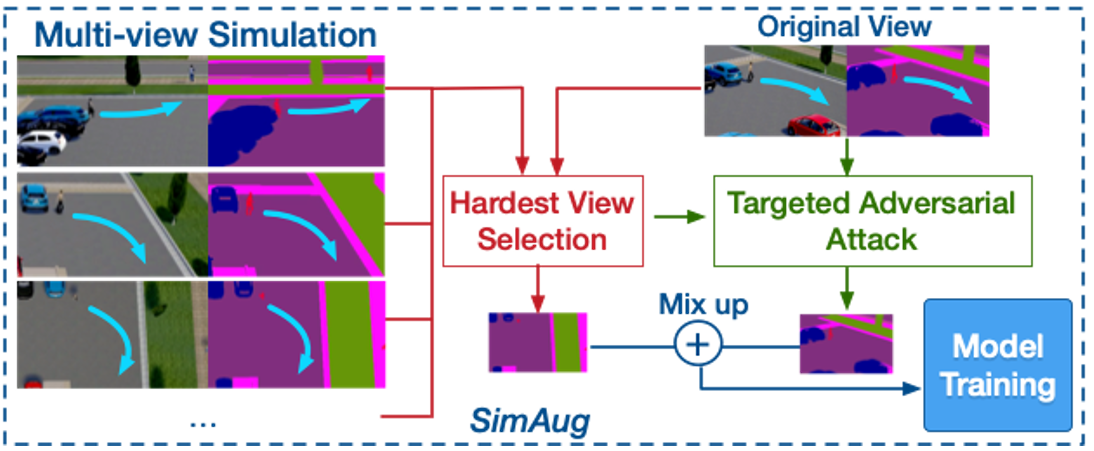 Multi-view Simulation
Original View
Hardest View
Selection
Targeted Adversarial
Attack
Mix up
+
Model
Training
...
SimAug